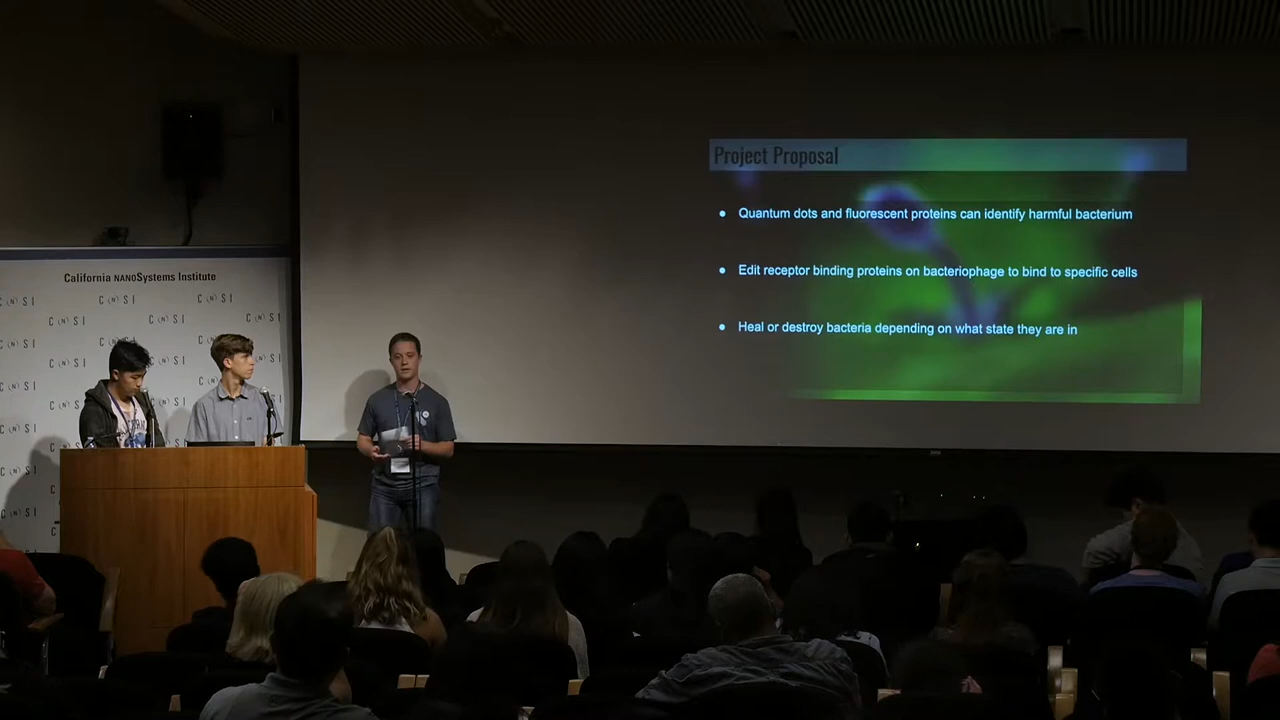 Project Proposal
• Quantum dots and fluorescent proteins can identify harmful bacterium
• Edit receptor binding proteins on bacteriophage to bind to specific cells
• Heal or destroy bacteria depending on what state they are in
California NANOSystems Institute
C (N) S I
C (N) S I
C (N) S I
C (N) S I
C (N) S I
C (N) S I